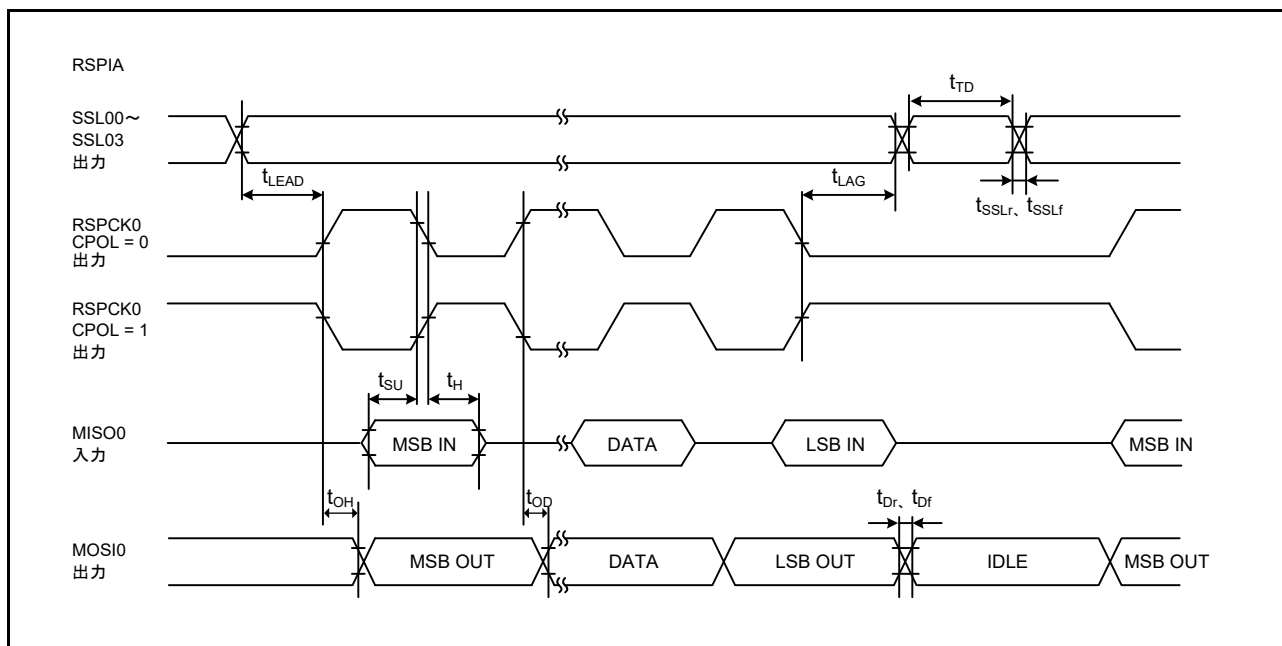 RSPIA
SSL00～
SSL03
出力
tTD
tLEAD
tLAG
tSSLr、tSSLf
RSPCK0
CPOL = 0
出力
RSPCK0
CPOL = 1
出力
tSU
tH
MISO0
入力
MSB IN
DATA
LSB IN
MSB IN
tOH
tOD
tDr、tDf
MOSI0
出力
MSB OUT
DATA
LSB OUT
IDLE
MSB OUT